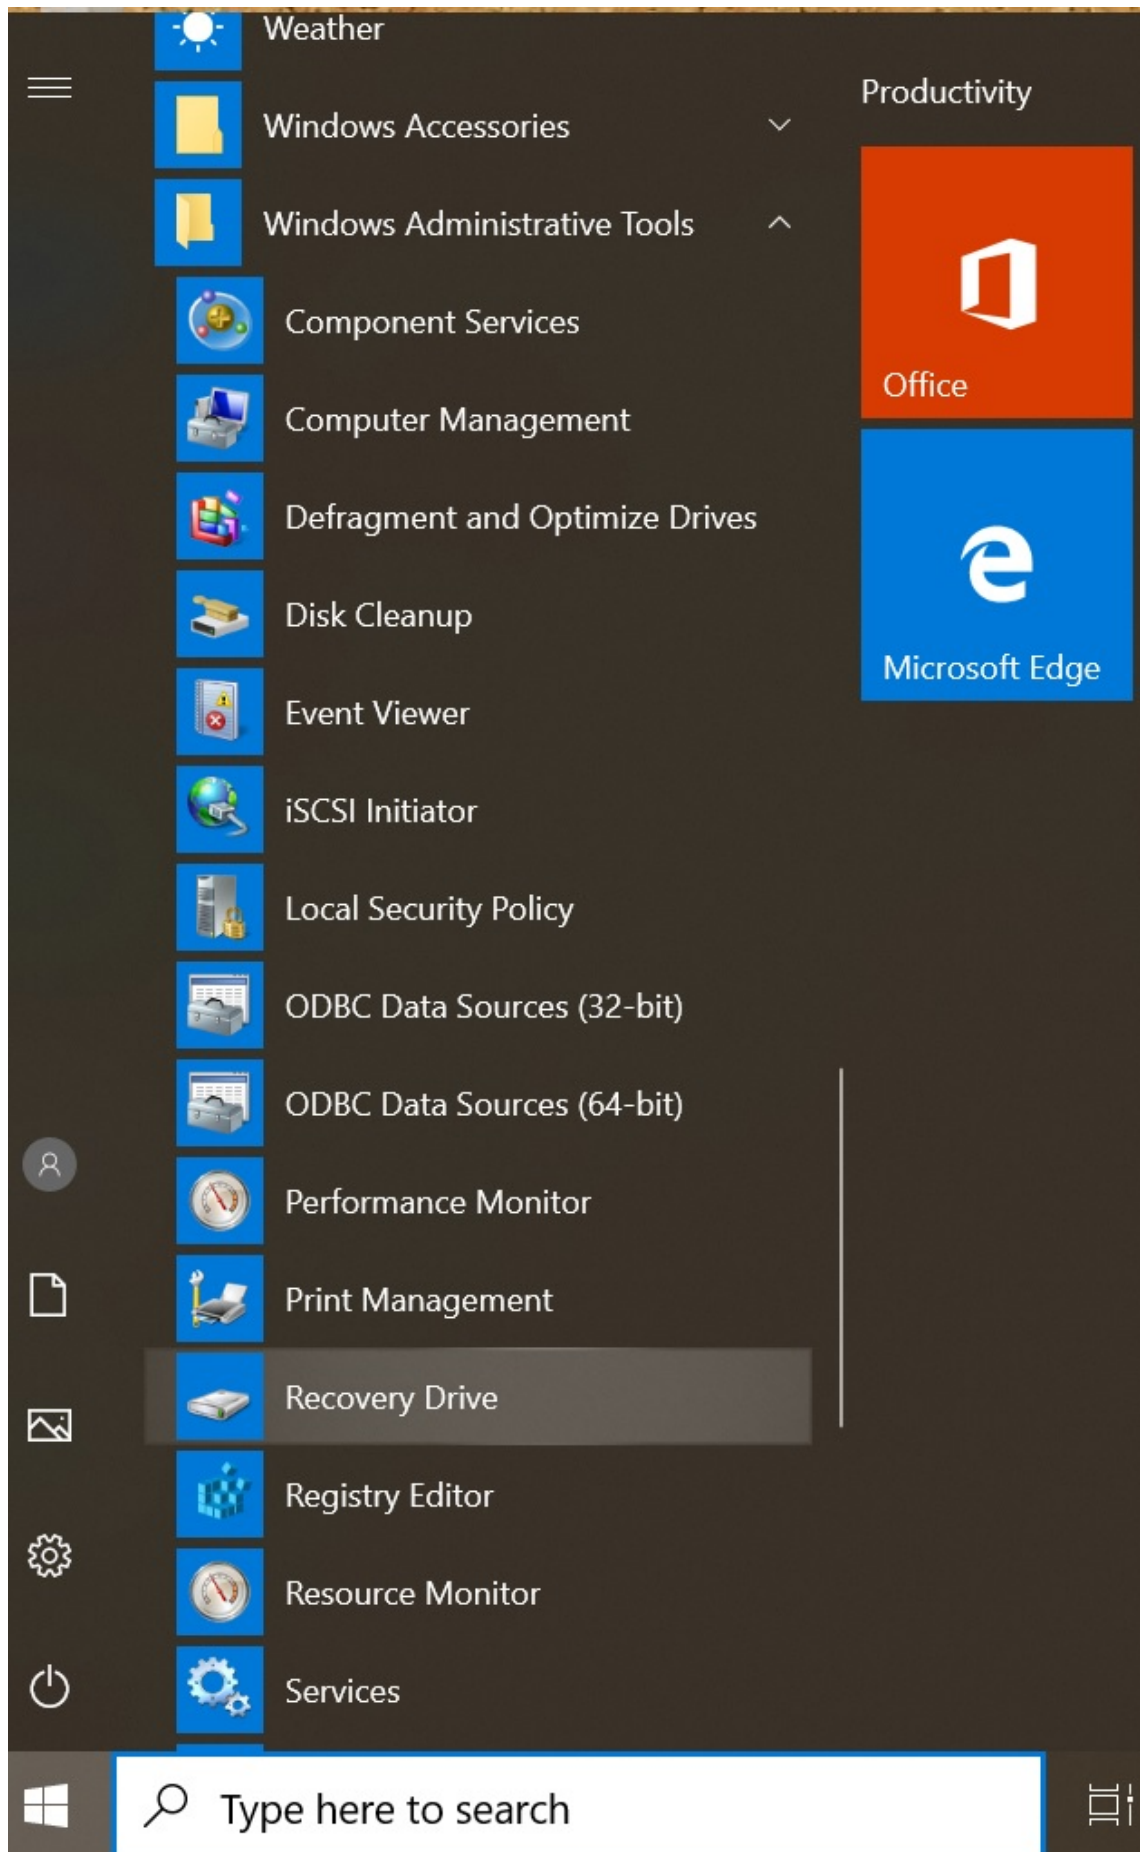 Weather
Windows Accessories
Windows Administrative Tools
Component Services
Computer Management
Defragment and Optimize Drives
Disk Cleanup
Event Viewer
iSCSI Initiator
Local Security Policy
ODBC Data Sources (32-bit)
ODBC Data Sources (64-bit)
Performance Monitor
Print Management
Recovery Drive
Registry Editor
Resource Monitor
Services
Productivity
Office
Microsoft Edge
Type here to search